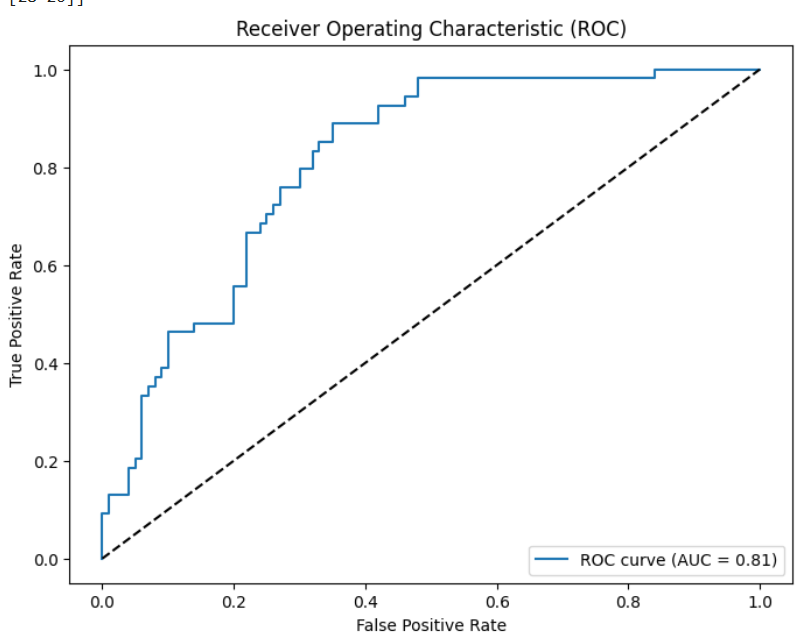 Receiver Operating Characteristic (ROC)
1.0
0.8
0.6
0.4
0.2
0.0
True Positive Rate
ROC curve (AUC = 0.81)
0.0 0.2 0.4 0.6 0.8 1.0
False Positive Rate